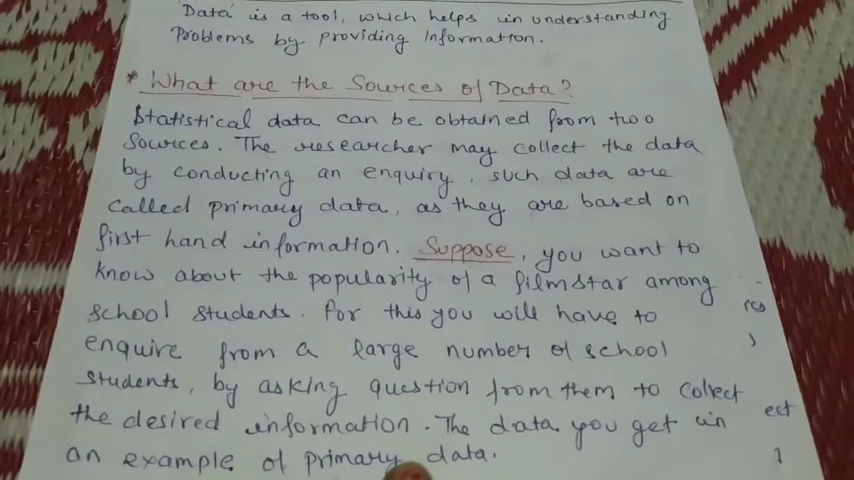 'Data' is a tool, which helps in understanding
Problems by providing Information.
* What are the Sources of Data?
Statistical data can be obtained from two
Sources. The researcher may collect the data
by conducting an enquiry, such data are
called primary data, as they are based on
first hand information. Suppose, you want to
know about the popularity of a filmstar among
school students. For this you will have to
enquire from a large number of school
students, by asking question from them to collect
the desired information. The data you get in
an example of primary data.
res
)
ect
1